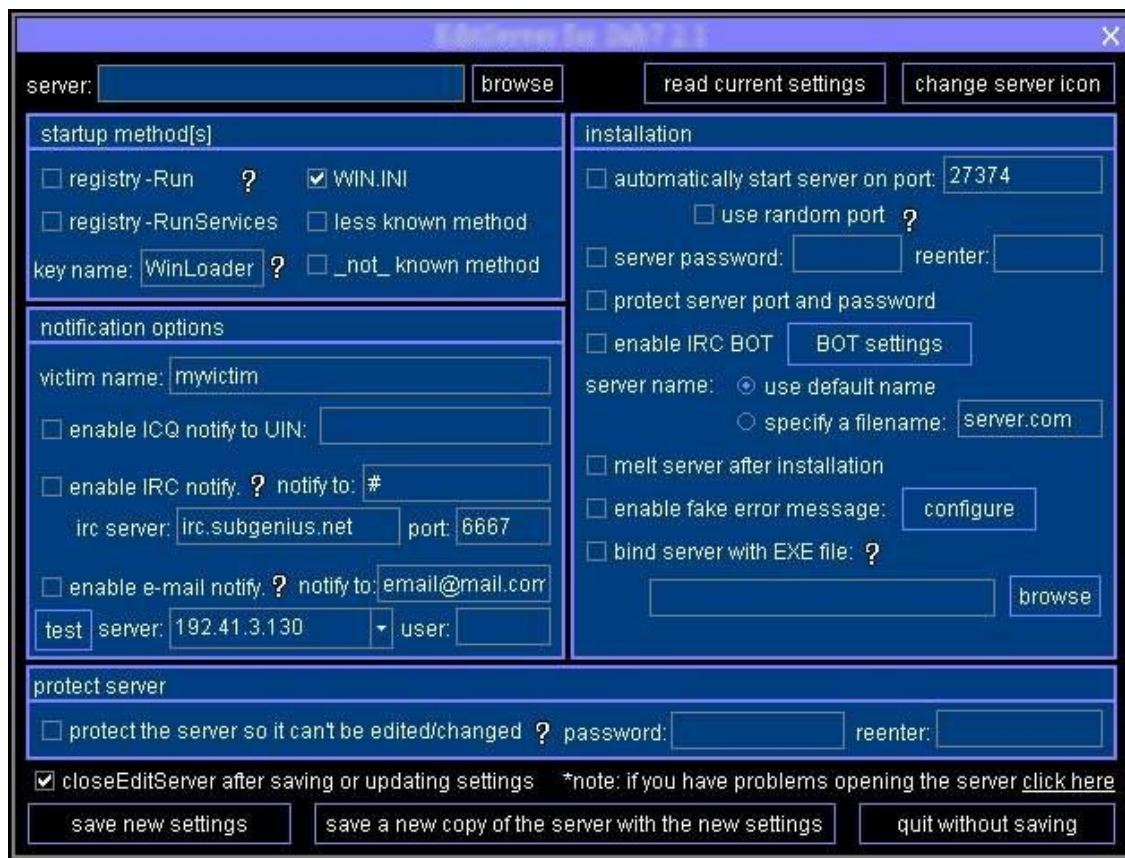 server: browse read current settings change server icon
startup method[s]
registry-Run ? WIN.INI
registry-RunServices less known method
key name: WinLoader ? _not_ known method
notification options
victim name: myvictim
enable ICQ notify to UIN:
enable IRC notify. ? notify to: #
irc server: irc.subgenius.net port: 6667
enable e-mail notify. ? notify to: email@mail.com
test server: 192.41.3.130 user:
installation
automatically start server on port: 27374
use random port ?
server password: reenter:
protect server port and password
enable IRC BOT BOT settings
server name: use default name
specify a filename: server.com
melt server after installation
enable fake error message: configure
bind server with EXE file: ?
browse
protect server
protect the server so it can't be edited/changed ? password: reenter:
closeEditServer after saving or updating settings *note: if you have problems opening the server click here
save new settings save a new copy of the server with the new settings quit without saving